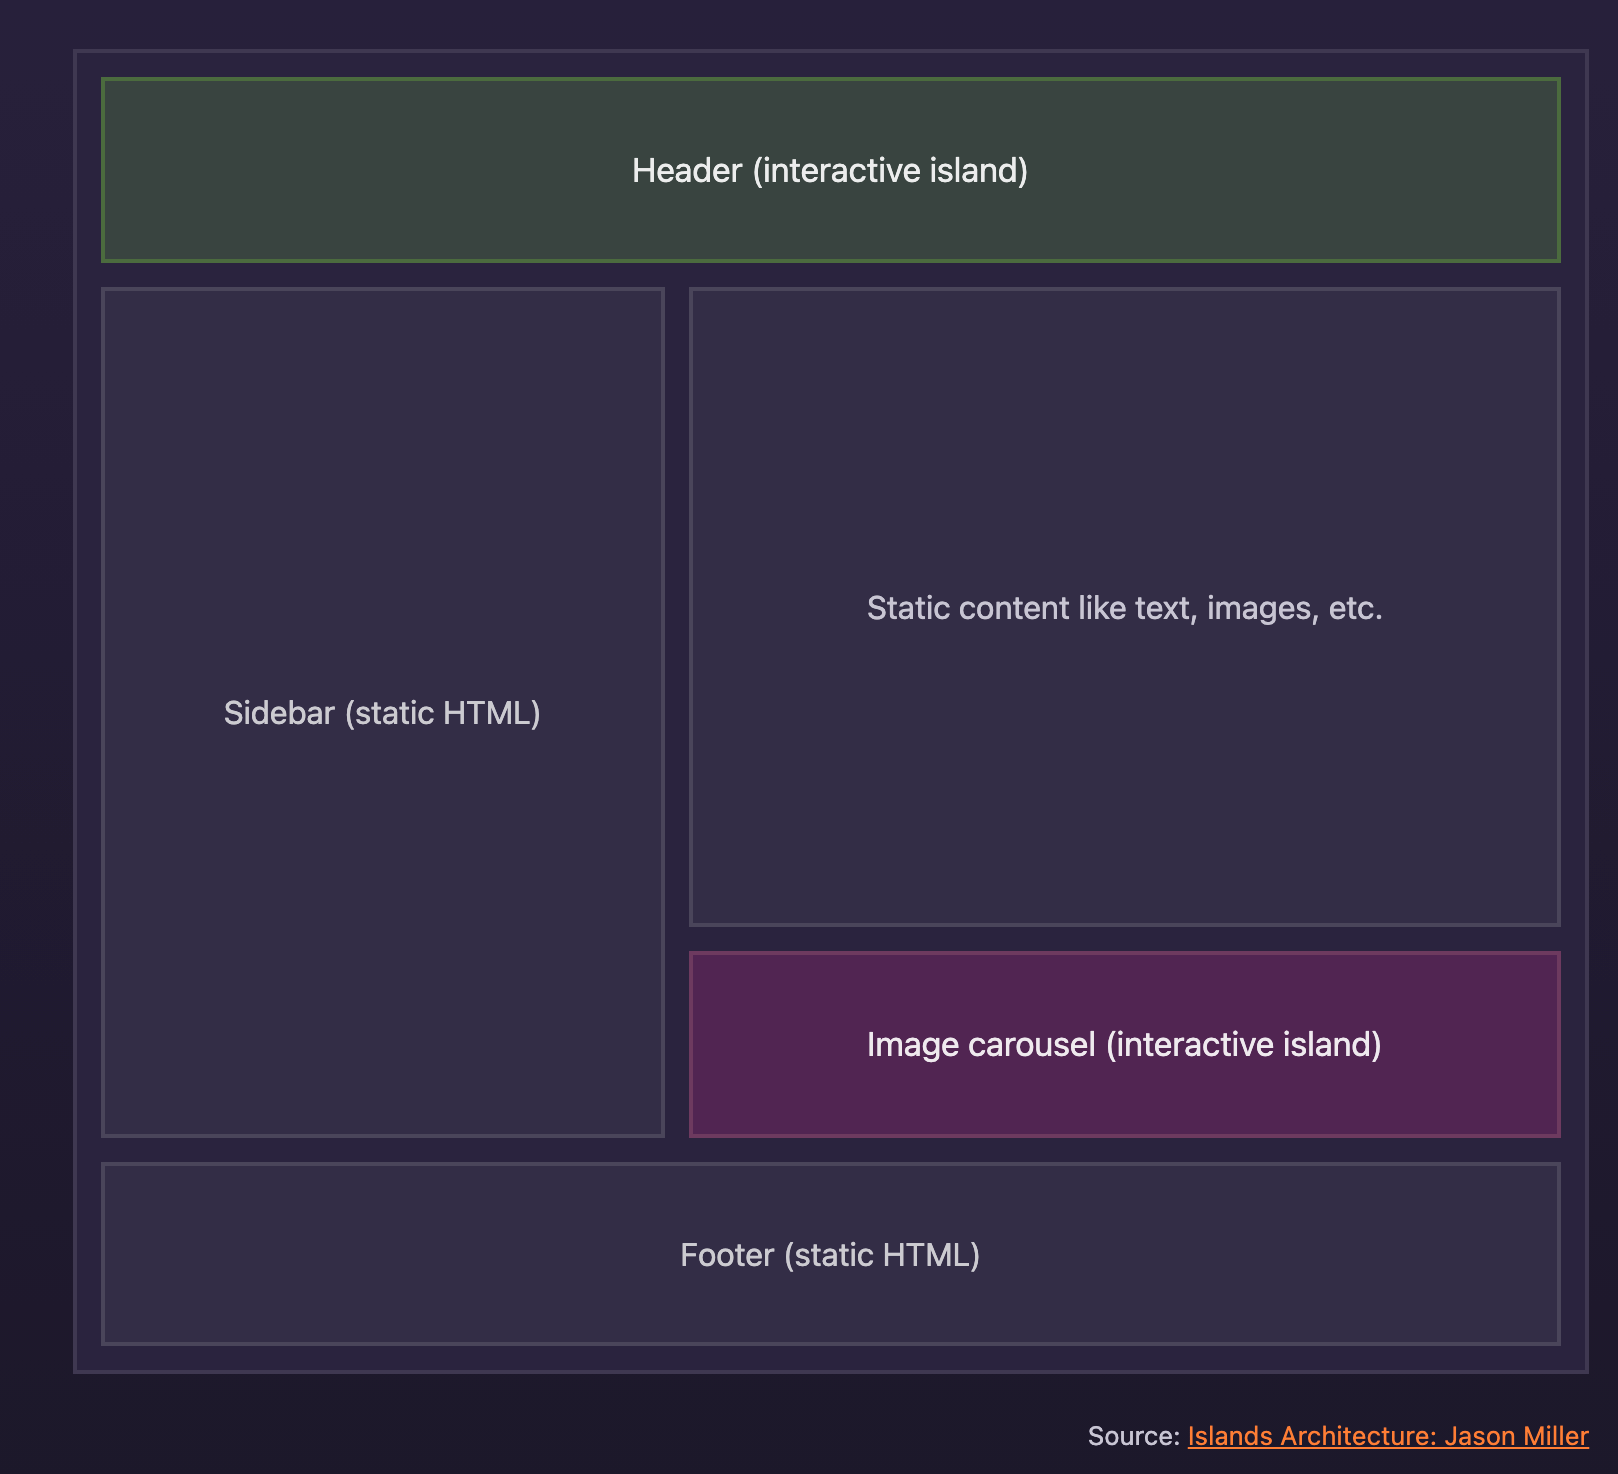 Header (interactive island)
Sidebar (static HTML)
Static content like text, images, etc.
Image carousel (interactive island)
Footer (static HTML)
Source: Islands Architecture: Jason Miller